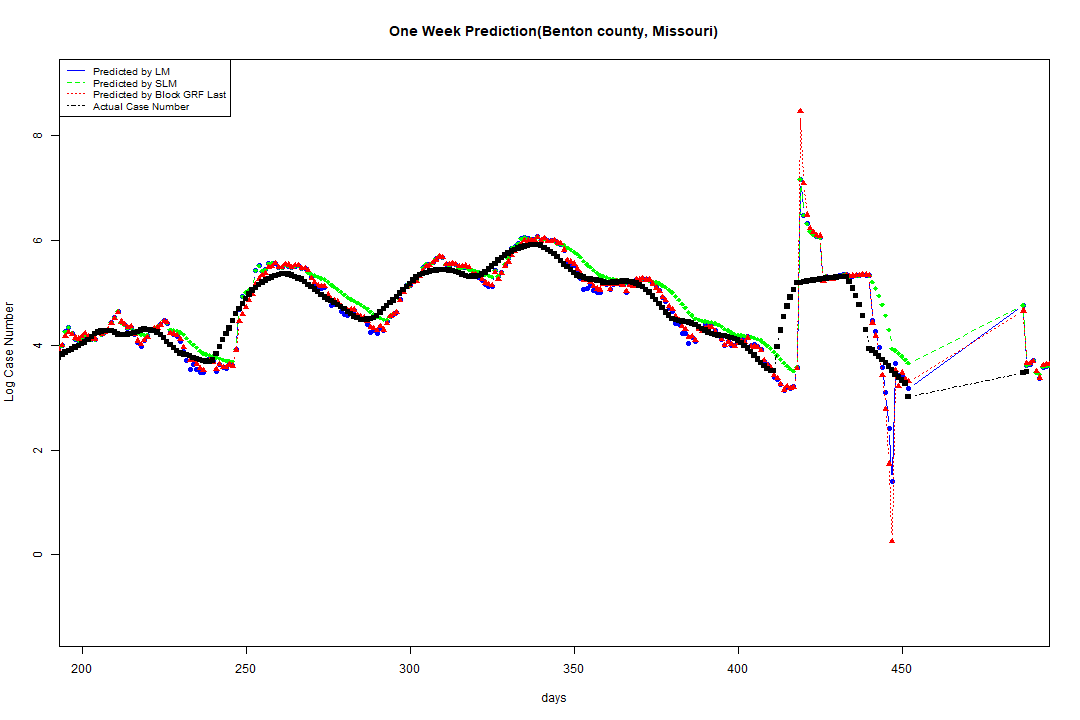 One Week Prediction(Benton county, Missouri)
Predicted by LM
Predicted by SLM
Predicted by Block GRF Last
Actual Case Number
8
6
4
2
0
Log Case Number
200 250 300 350 400 450
days